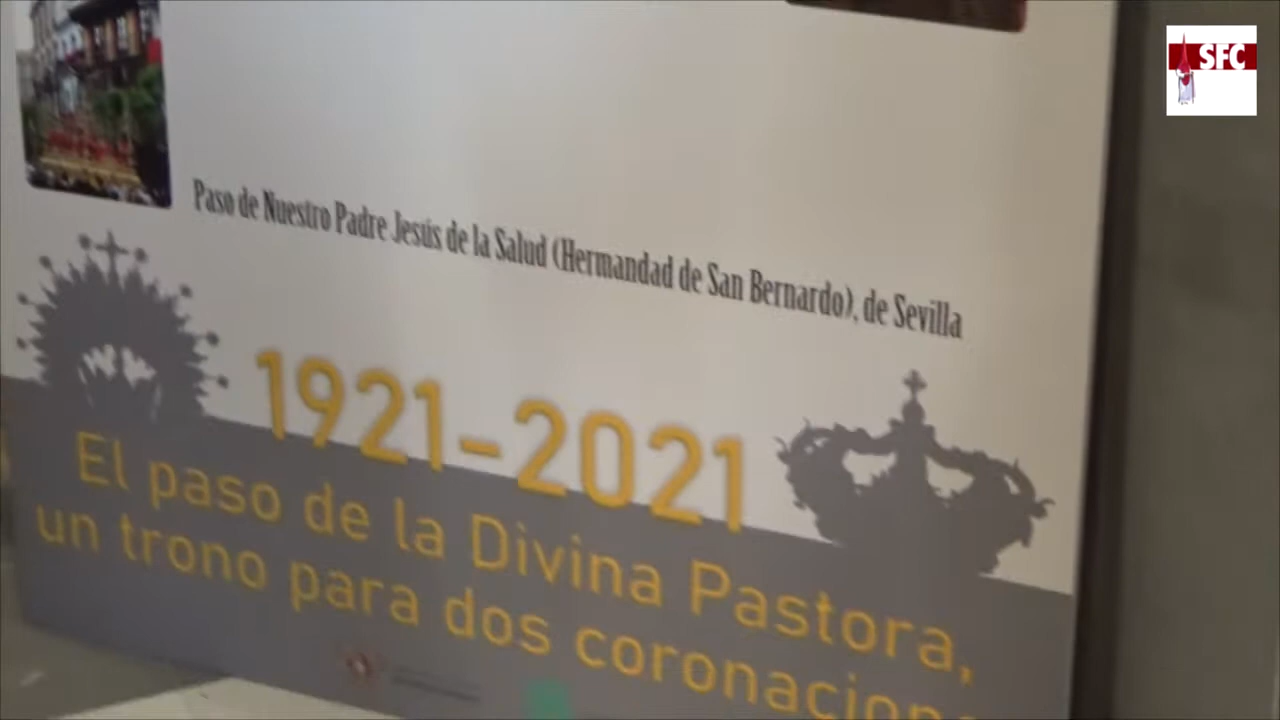 SFC
Paso de Nuestro Padre Jesús de la Salud (Hermandad de San Bernardo), de Sevilla
1921-2021
El paso de la Divina Pastora,
un trono para dos